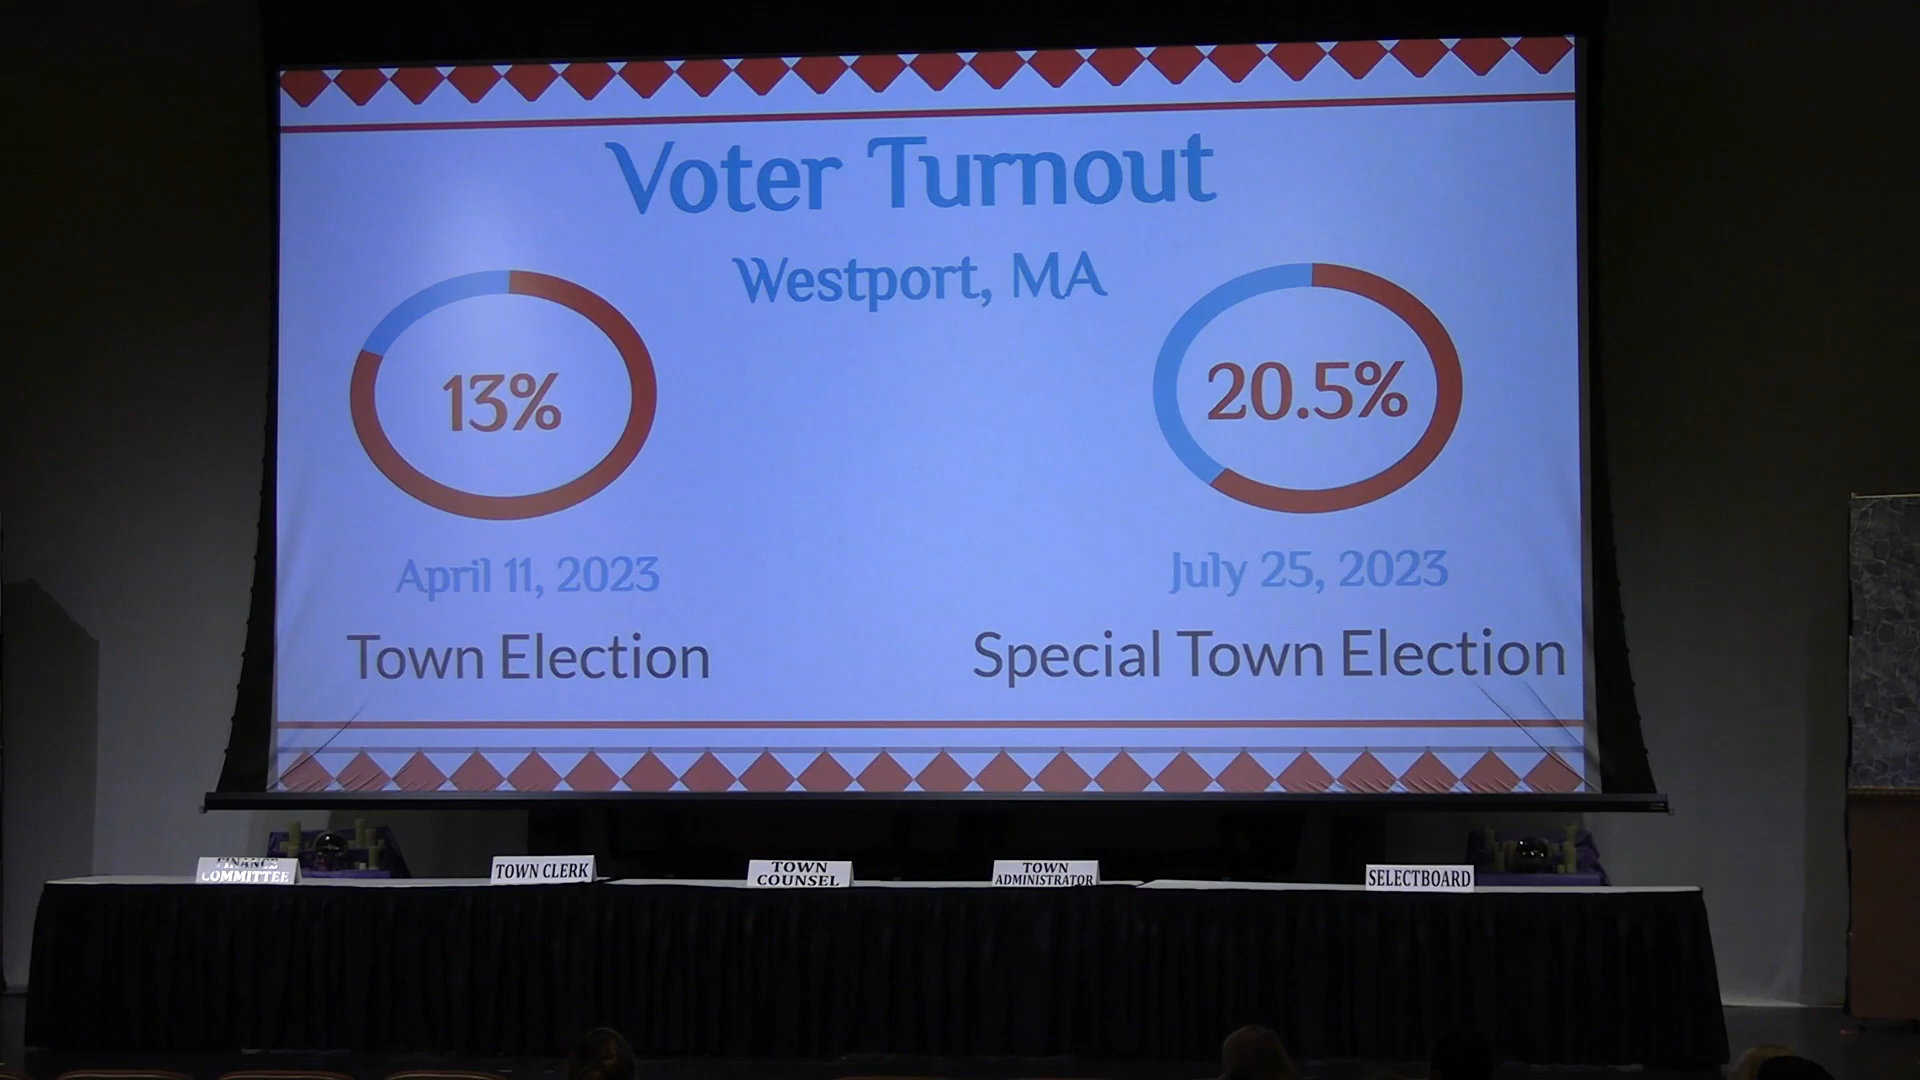 Voter Turnout
Westport, MA
13%
20.5%
April 11, 2023
July 25, 2023
Town Election
Special Town Election
FINANCE
COMMITTEE
TOWN CLERK
TOWN
COUNSEL
TOWN
ADMINISTRATOR
SELECTBOARD